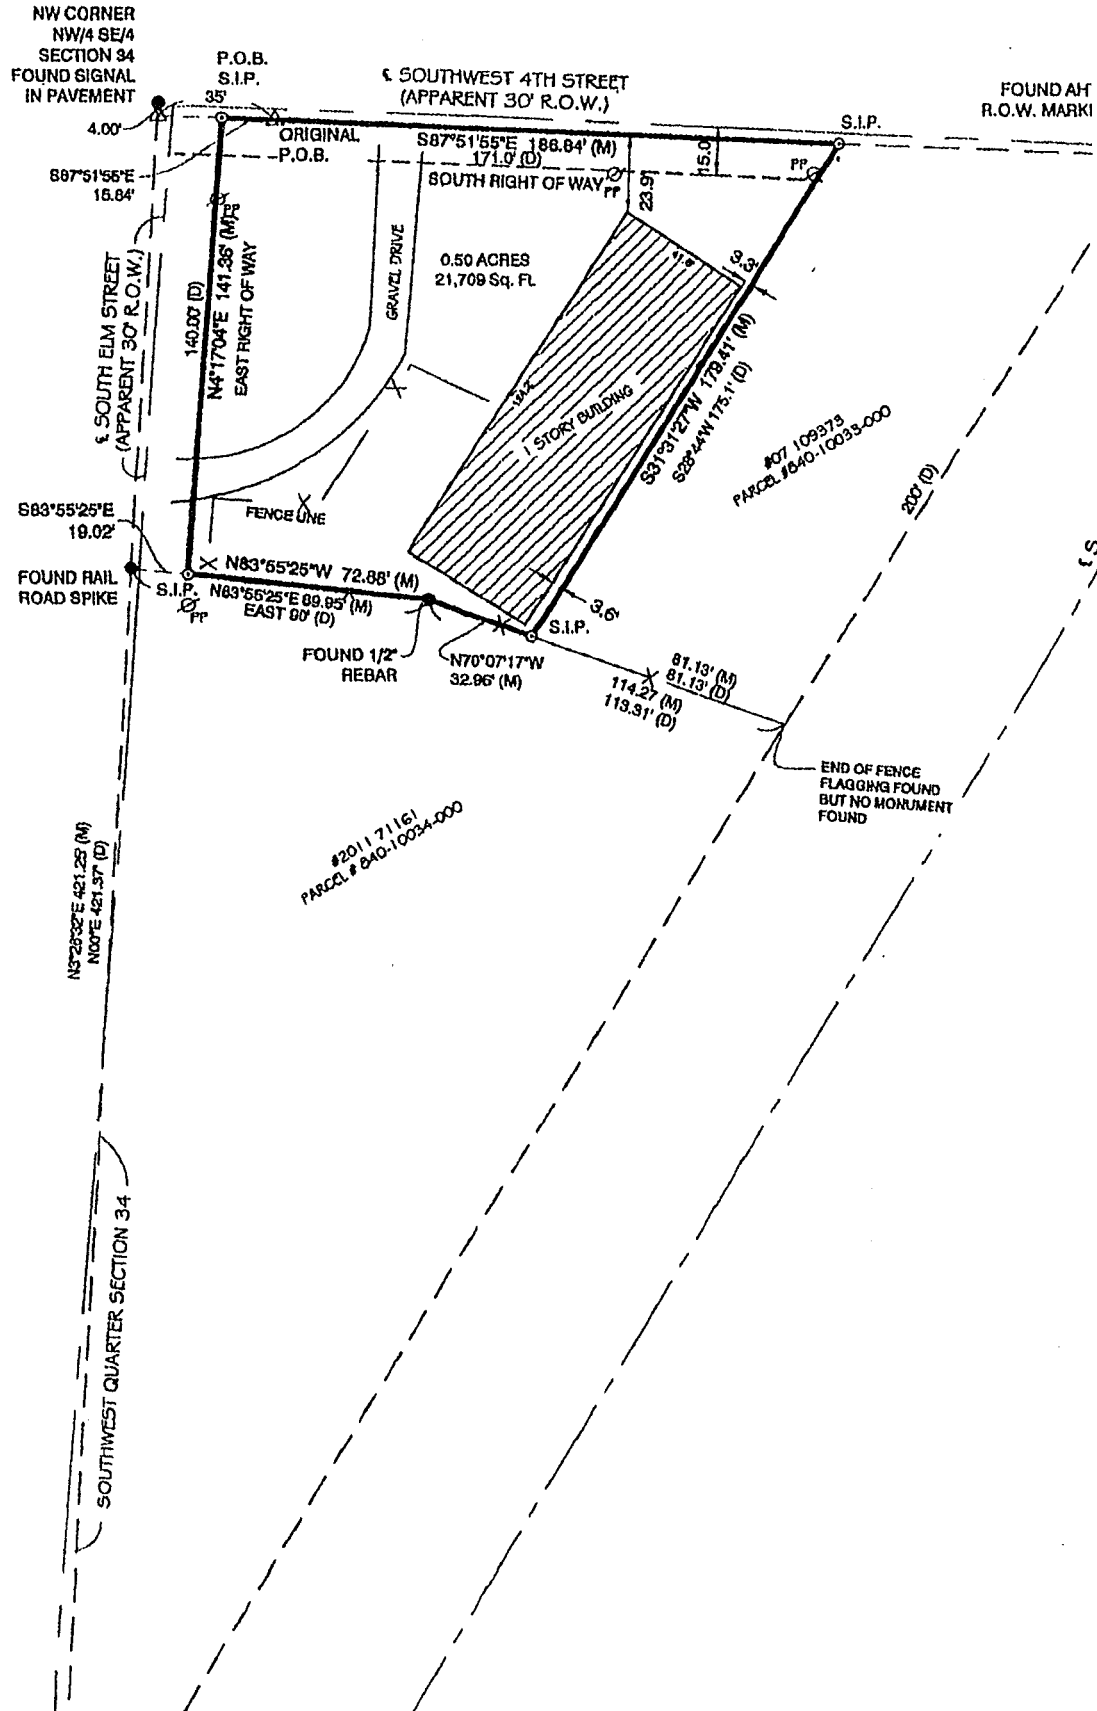 NW CORNER
NW/4 SE/4
SECTION 34
FOUND SIGNAL
IN PAVEMENT
P.O.B.
S.I.P.
35'
4.00'
℄ SOUTHWEST 4TH STREET
(APPARENT 30' R.O.W.)
FOUND AH
R.O.W. MARK
S.I.P.
ORIGINAL
P.O.B.
S87°51'55"E 186.84' (M)
171.0' (D)
15.0
SOUTH RIGHT OF WAY
PP
PP
S87°51'55"E
15.84'
PP
23.9'
℄ SOUTH ELM STREET
(APPARENT 30' R.O.W.)
140.00' (D)
N4°17'04"E 141.36' (M)
EAST RIGHT OF WAY
GRAVEL DRIVE
0.50 ACRES
21,709 Sq. Ft.
3.3'
1 STORY BUILDING
S31°31'27"W 179.41' (M)
S28°44'W 175.1' (D)
#07 109373
PARCEL #840-10033-000
200' (D)
℄ S
S83°55'25"E
19.02'
FENCE LINE
FOUND RAIL
ROAD SPIKE
S.I.P.
PP
N83°55'25"W 72.88' (M)
N83°55'25"E 89.95' (M)
EAST 90' (D)
3.6'
S.I.P.
FOUND 1/2"
REBAR
N70°07'17"W
32.96' (M)
81.13' (M)
81.13' (D)
114.27 (M)
113.31' (D)
END OF FENCE
FLAGGING FOUND
BUT NO MONUMENT
FOUND
#2011 71161
PARCEL # 840-10034-000
N3°28'32"E 421.25' (M)
N00°E 421.37' (D)
SOUTHWEST QUARTER SECTION 34